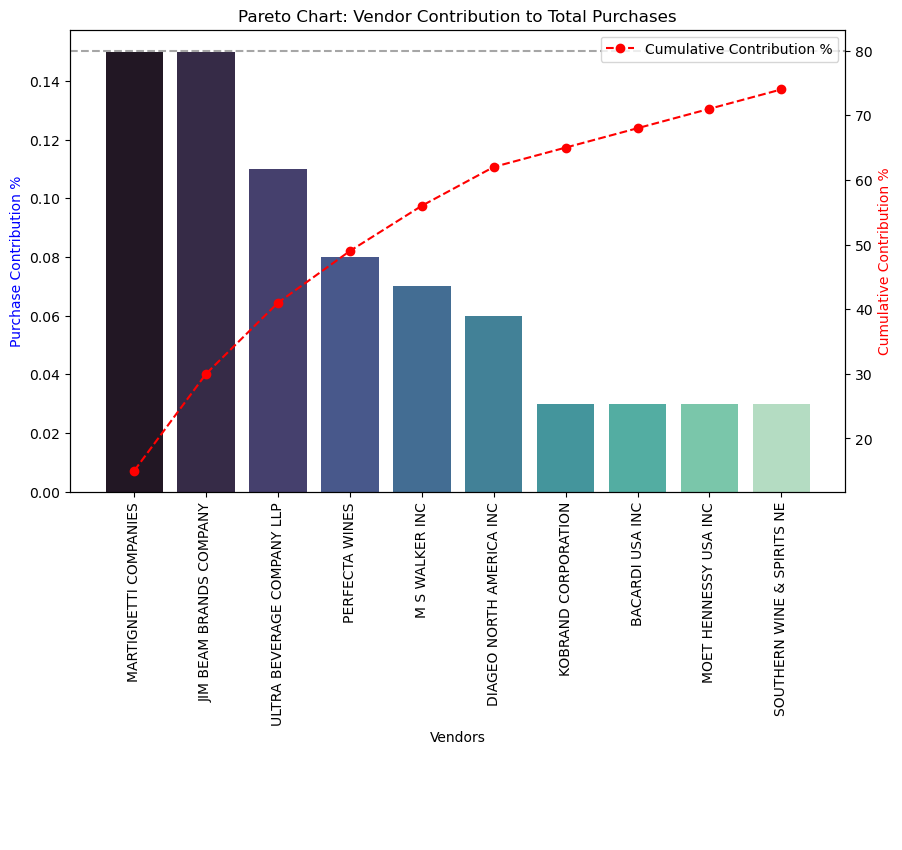 Pareto Chart: Vendor Contribution to Total Purchases
Cumulative Contribution %
Purchase Contribution %
0.14
0.12
0.10
0.08
0.06
0.04
0.02
0.00
80
70
60
50
40
30
20
Cumulative Contribution %
MARTIGNETTI COMPANIES
JIM BEAM BRANDS COMPANY
ULTRA BEVERAGE COMPANY LLP
PERFECTA WINES
M S WALKER INC
DIAGEO NORTH AMERICA INC
KOBRAND CORPORATION
BACARDI USA INC
MOET HENNESSY USA INC
SOUTHERN WINE & SPIRITS NE
Vendors